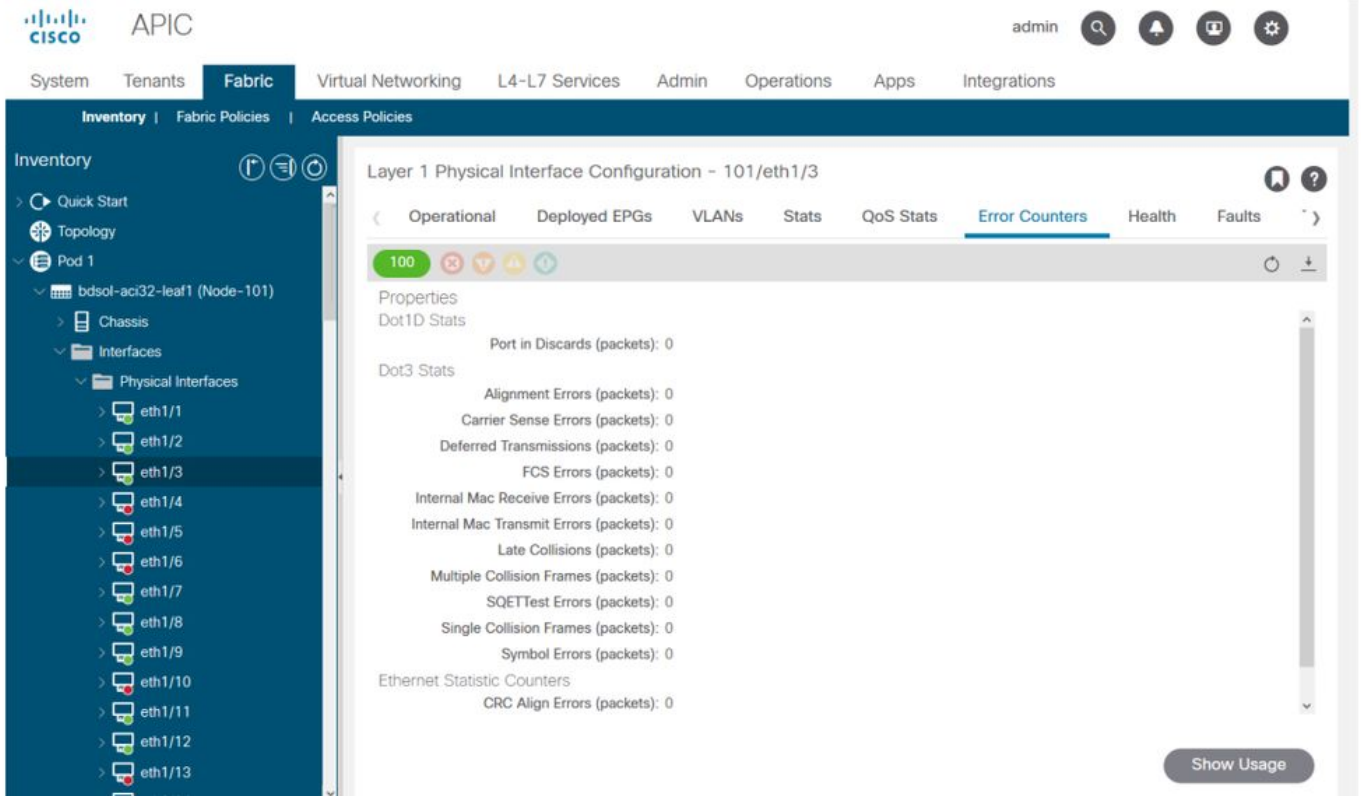 CISCO
APIC
admin
System Tenants Fabric Virtual Networking L4-L7 Services Admin Operations Apps Integrations
Inventory | Fabric Policies | Access Policies
Inventory
Quick Start
Topology
Pod 1
bdsol-aci32-leaf1 (Node-101)
Chassis
Interfaces
Physical Interfaces
eth1/1
eth1/2
eth1/3
eth1/4
eth1/5
eth1/6
eth1/7
eth1/8
eth1/9
eth1/10
eth1/11
eth1/12
eth1/13
Layer 1 Physical Interface Configuration - 101/eth1/3
Operational Deployed EPGs VLANs Stats QoS Stats Error Counters Health Faults
100
Properties
Dot1D Stats
Port in Discards (packets): 0
Dot3 Stats
Alignment Errors (packets): 0
Carrier Sense Errors (packets): 0
Deferred Transmissions (packets): 0
FCS Errors (packets): 0
Internal Mac Receive Errors (packets): 0
Internal Mac Transmit Errors (packets): 0
Late Collisions (packets): 0
Multiple Collision Frames (packets): 0
SQETTest Errors (packets): 0
Single Collision Frames (packets): 0
Symbol Errors (packets): 0
Ethernet Statistic Counters
CRC Align Errors (packets): 0
Show Usage